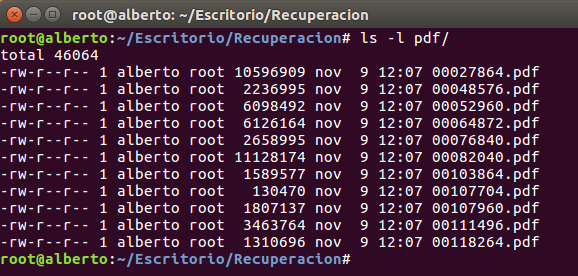 root@alberto: ~/Escritorio/Recuperacion
root@alberto:~/Escritorio/Recuperacion# ls -l pdf/
total 46064
-rw-r--r-- 1 alberto root 10596909 nov  9 12:07 00027864.pdf
-rw-r--r-- 1 alberto root  2236995 nov  9 12:07 00048576.pdf
-rw-r--r-- 1 alberto root  6098492 nov  9 12:07 00052960.pdf
-rw-r--r-- 1 alberto root  6126164 nov  9 12:07 00064872.pdf
-rw-r--r-- 1 alberto root  2658995 nov  9 12:07 00076840.pdf
-rw-r--r-- 1 alberto root 11128174 nov  9 12:07 00082040.pdf
-rw-r--r-- 1 alberto root  1589577 nov  9 12:07 00103864.pdf
-rw-r--r-- 1 alberto root   130470 nov  9 12:07 00107704.pdf
-rw-r--r-- 1 alberto root  1807137 nov  9 12:07 00107960.pdf
-rw-r--r-- 1 alberto root  3463764 nov  9 12:07 00111496.pdf
-rw-r--r-- 1 alberto root  1310696 nov  9 12:07 00118264.pdf
root@alberto:~/Escritorio/Recuperacion#